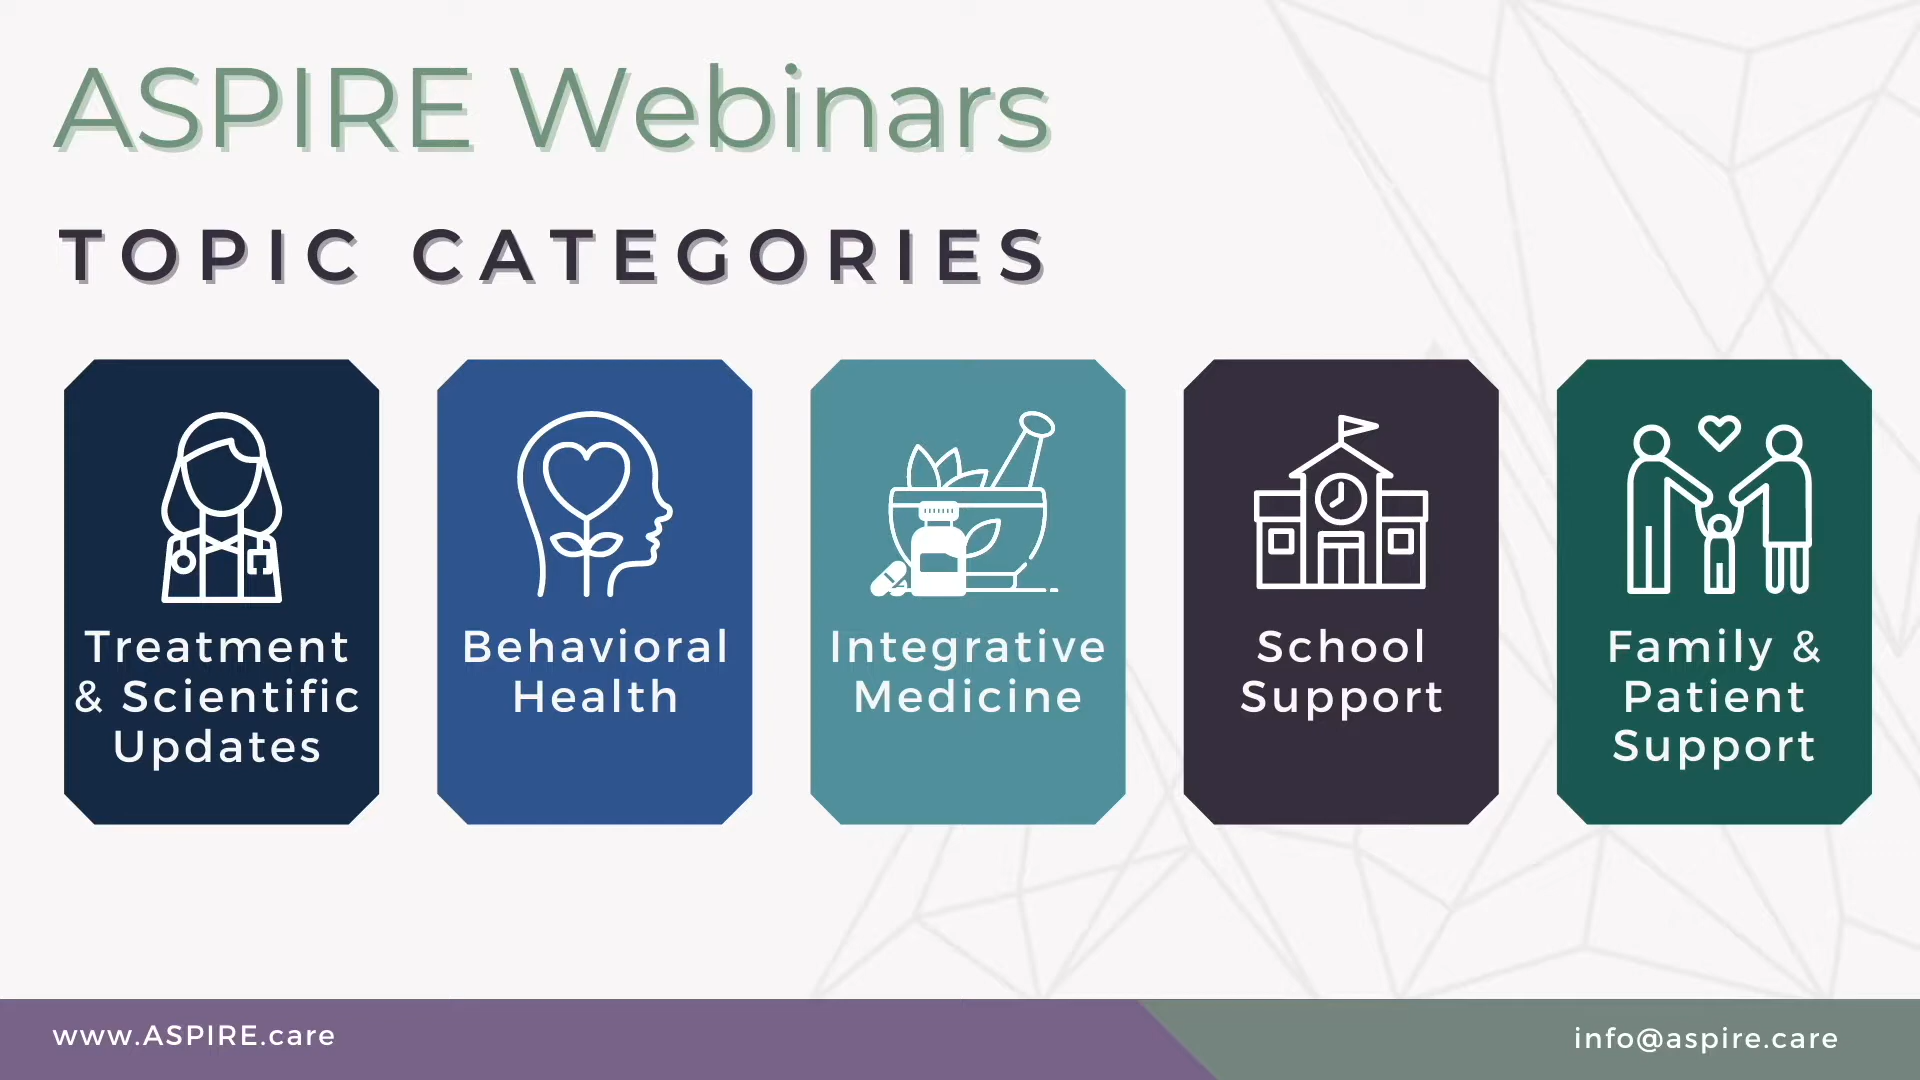 ASPIRE Webinars
TOPIC CATEGORIES
Treatment
& Scientific
Updates
Behavioral
Health
Integrative
Medicine
School
Support
Family &
Patient
Support
www.ASPIRE.care
info@aspire.care